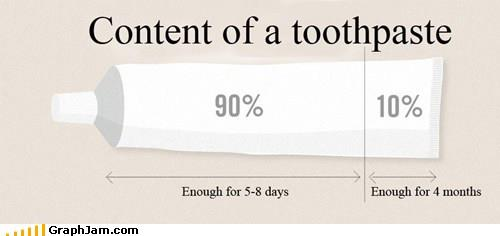 Content of a toothpaste
90%
10%
Enough for 5-8 days
Enough for 4 months
GraphJam.com